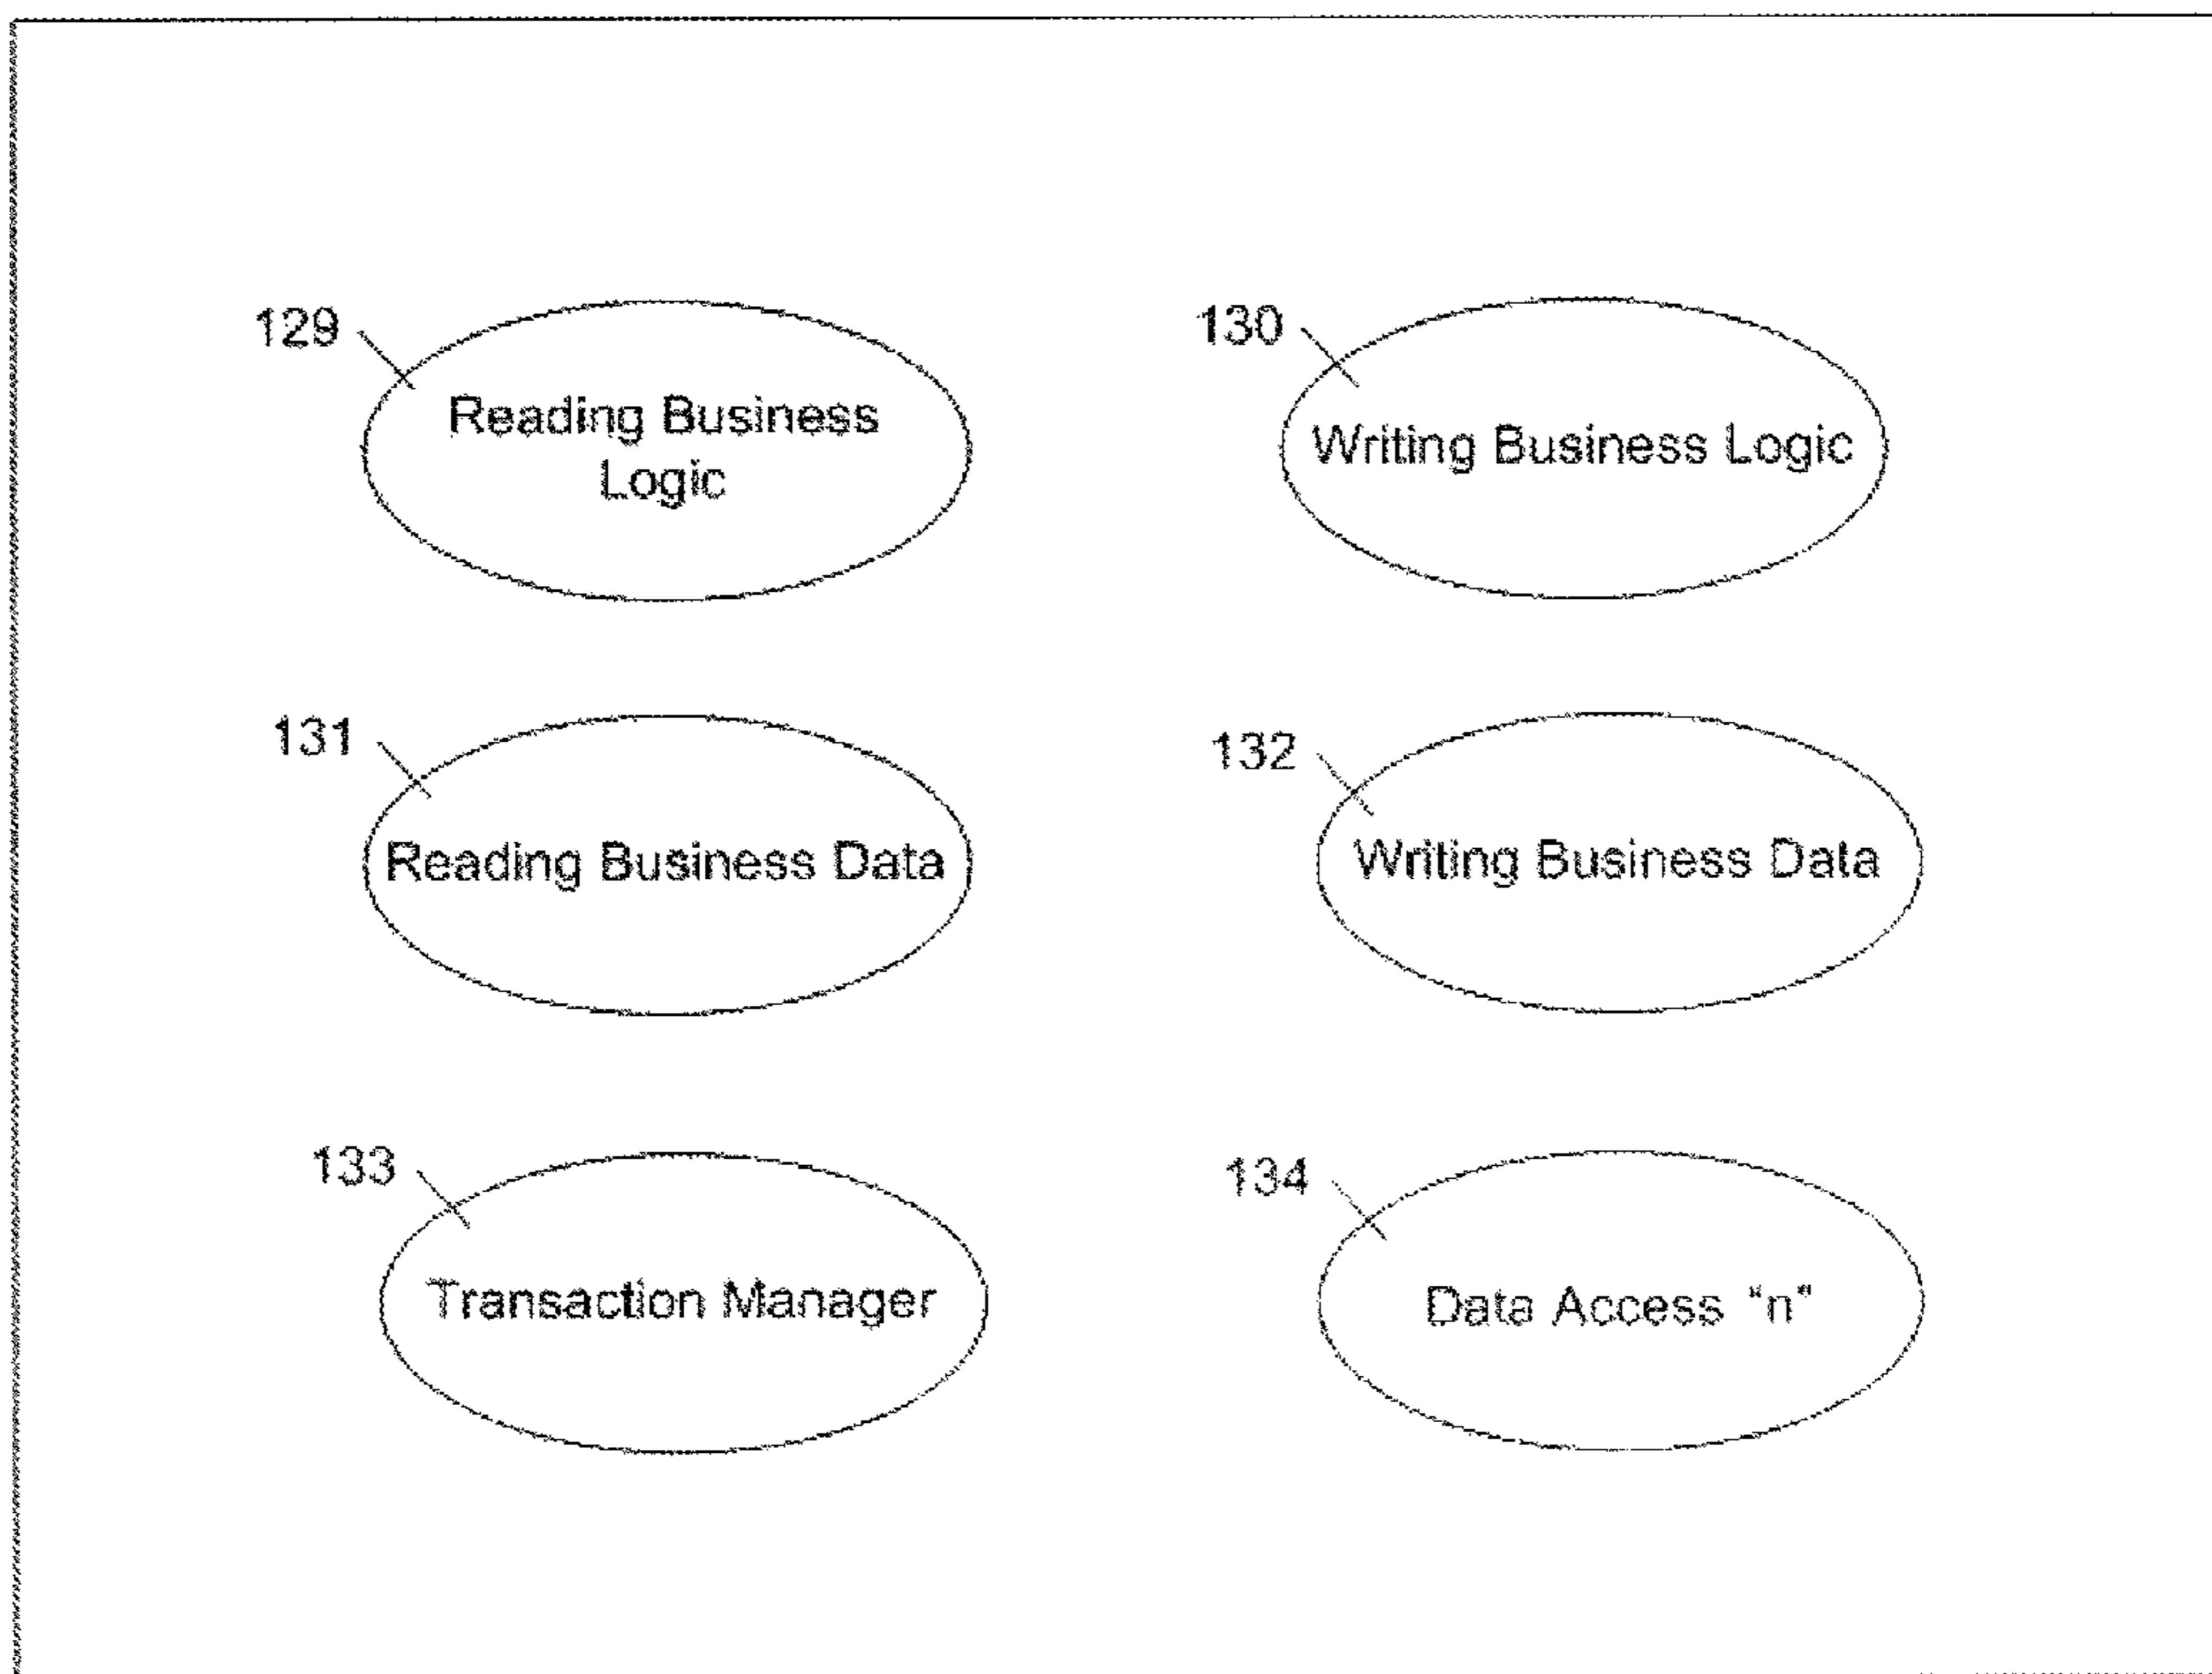 129
Reading Business
Logic
130
Writing Business Logic
131
Reading Business Data
132
Writing Business Data
133
Transaction Manager
134
Data Access “n”